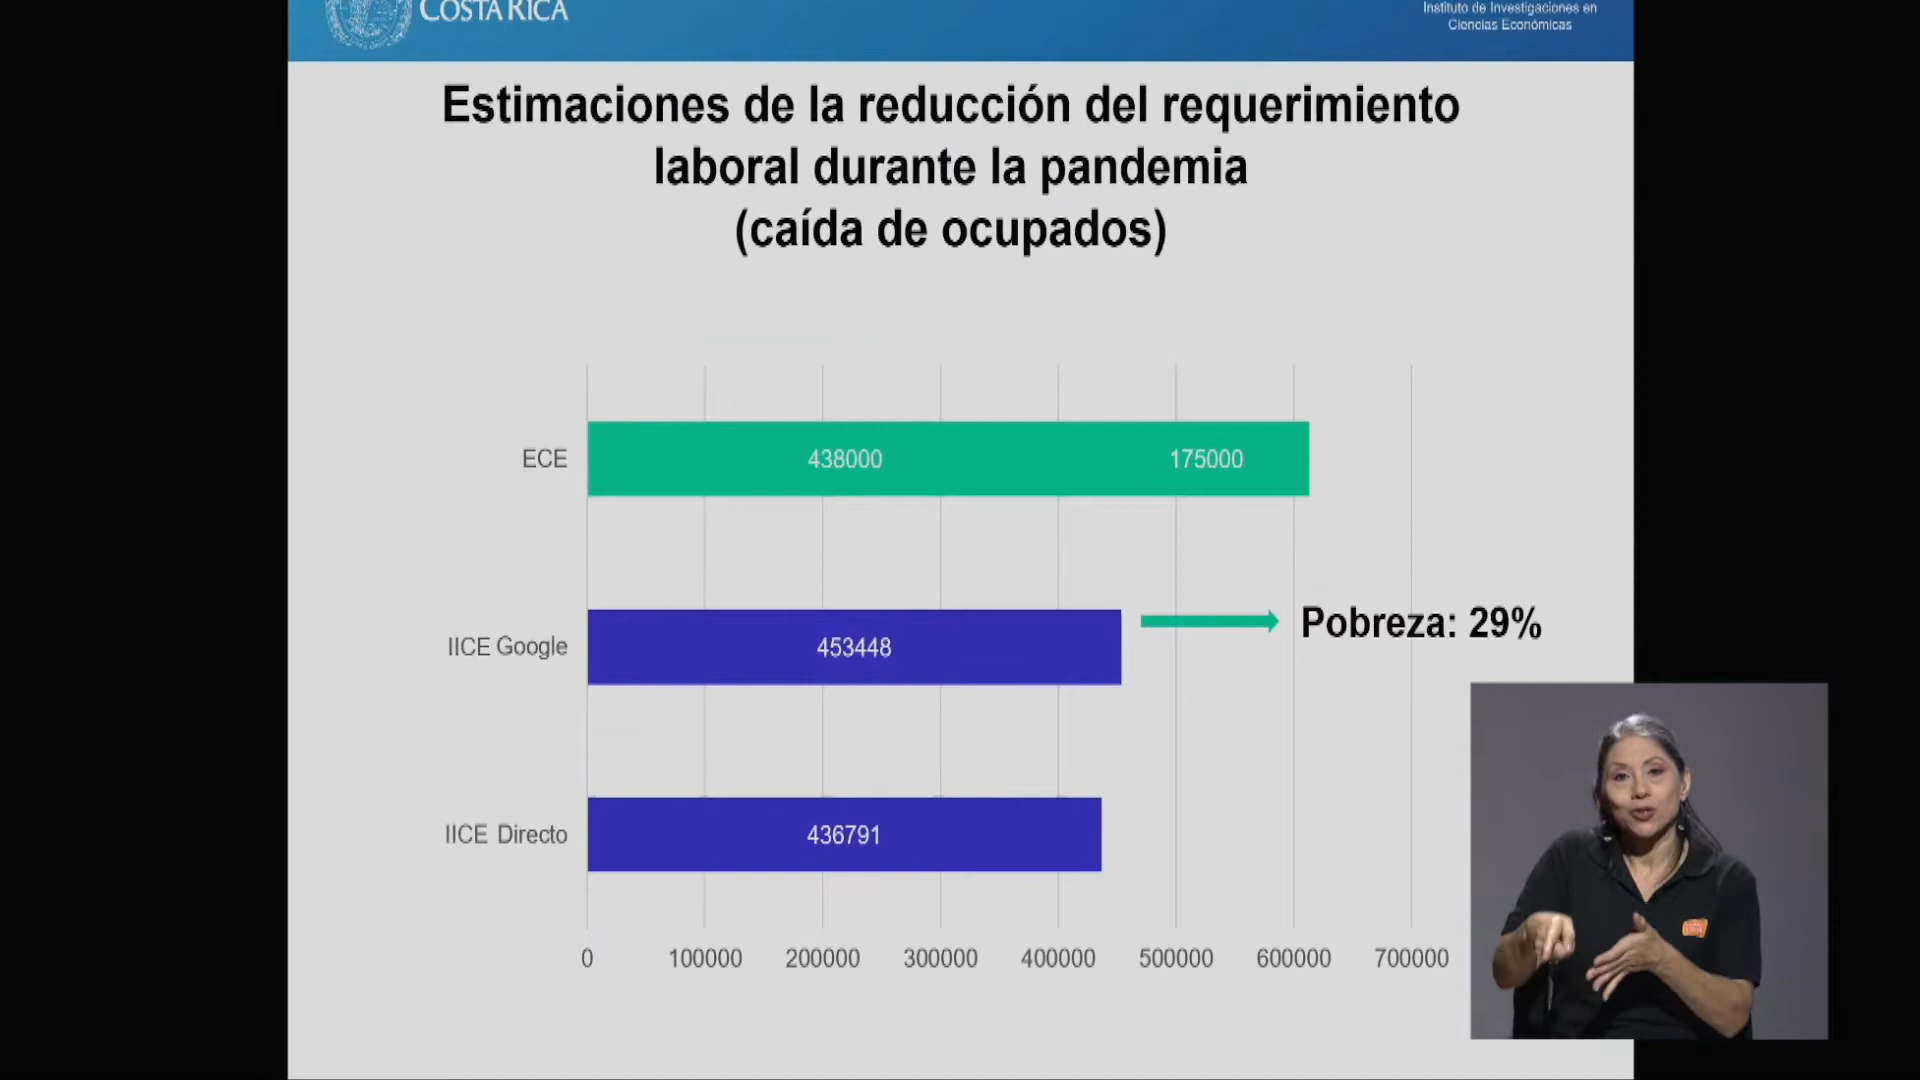 COSTA RICA
Instituto de Investigaciones en
Ciencias Económicas
Estimaciones de la reducción del requerimiento
laboral durante la pandemia
(caída de ocupados)
ECE
438000
175000
IICE Google
453448
Pobreza: 29%
IICE Directo
436791
0
100000
200000
300000
400000
500000
600000
700000